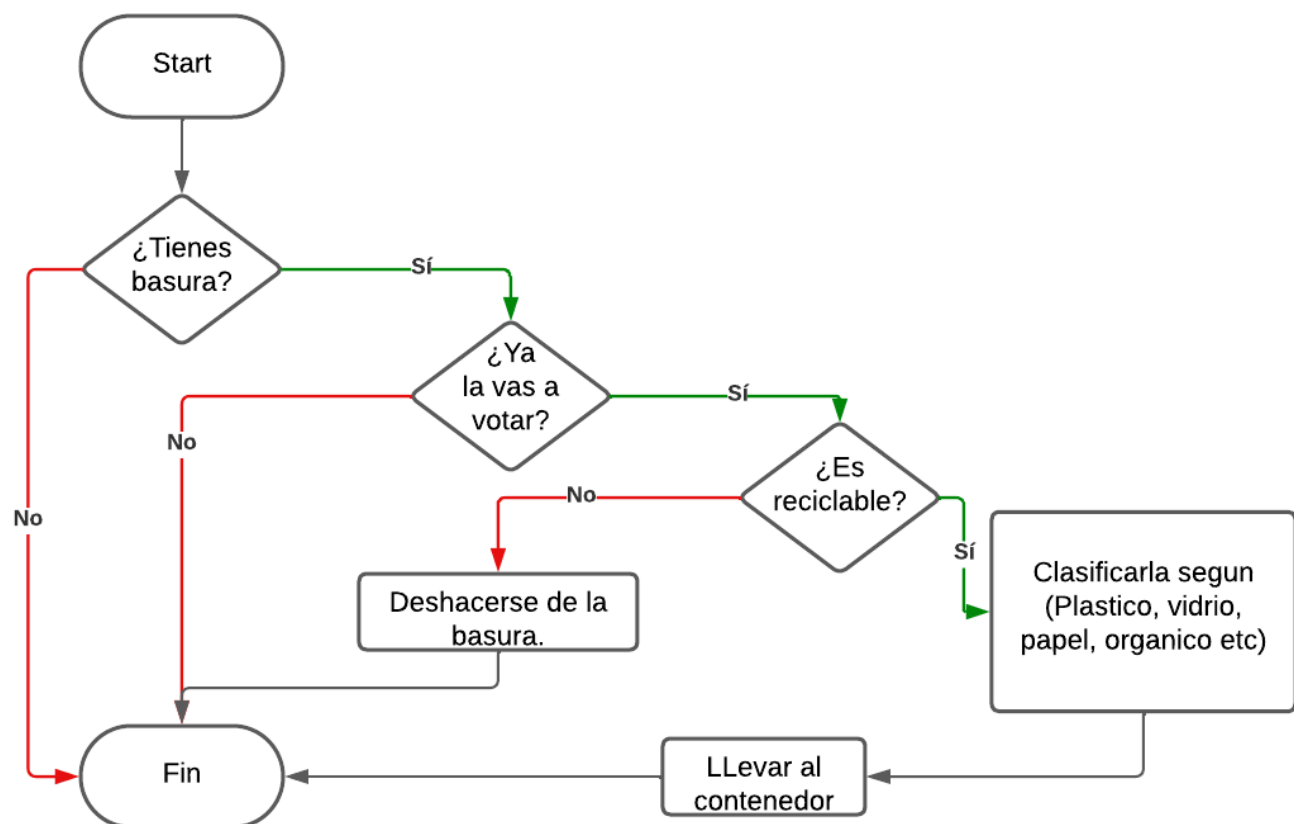 Start
¿Tienes
basura?
Sí
¿Ya
la vas a
votar?
Sí
No
¿Es
reciclable?
No
No
Sí
Clasificarla segun
(Plastico, vidrio,
papel, organico etc)
Deshacerse de la
basura.
Fin
LLevar al
contenedor